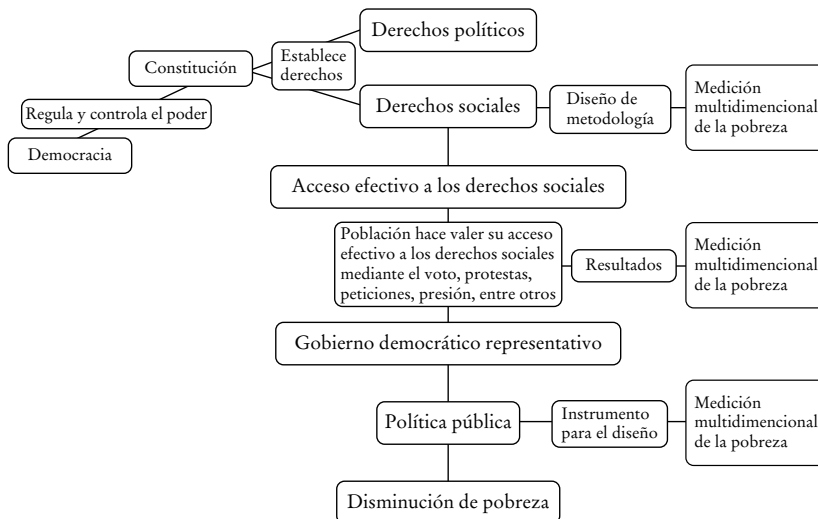 Derechos políticos
Constitución
Establece
derechos
Regula y controla el poder
Democracia
Derechos sociales
Diseño de
metodología
Medición
multidimencional
de la pobreza
Acceso efectivo a los derechos sociales
Población hace valer su acceso
efectivo a los derechos sociales
mediante el voto, protestas,
peticiones, presión, entre otros
Resultados
Medición
multidimencional
de la pobreza
Gobierno democrático representativo
Política pública
Instrumento
para el diseño
Medición
multidimencional
de la pobreza
Disminución de pobreza